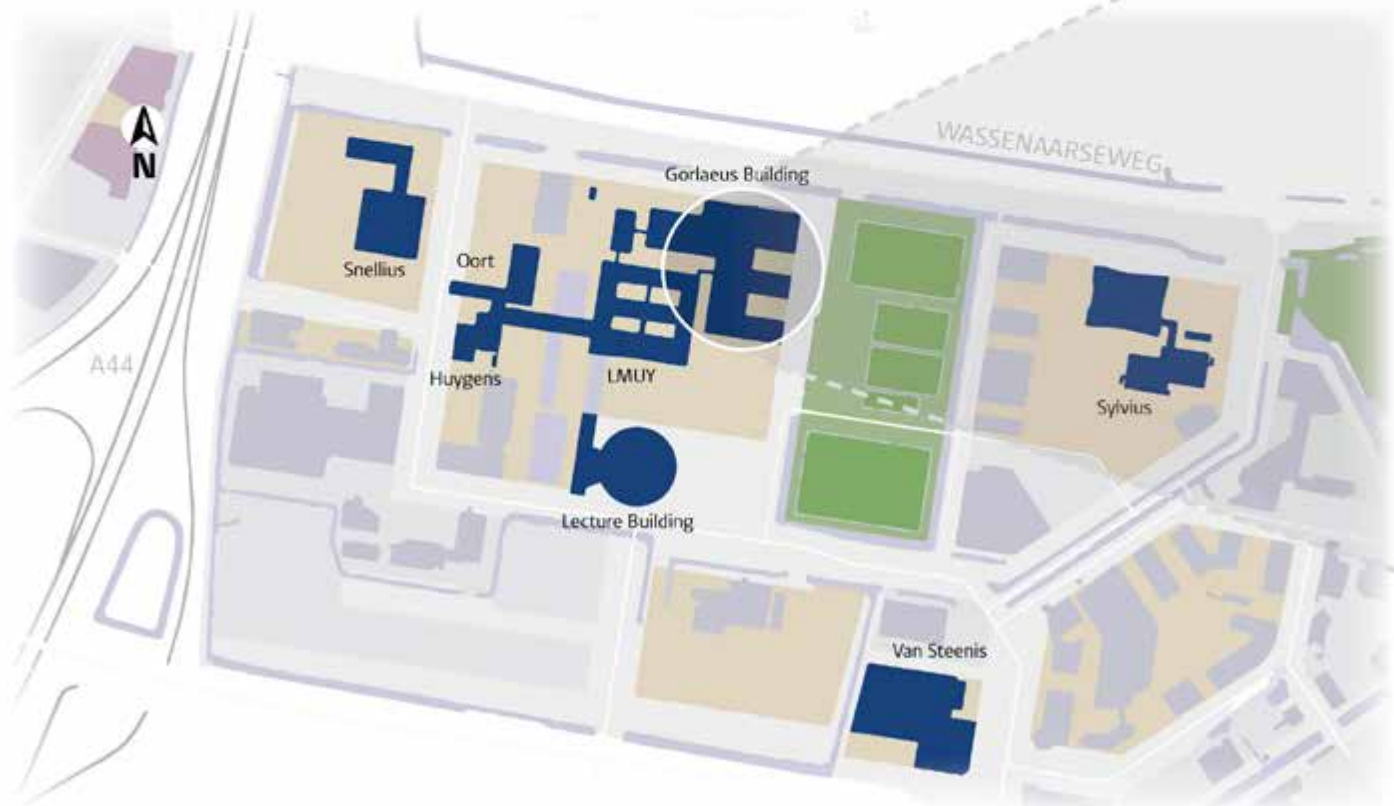 WASSENAARSEWEG
Gorlaeus Building
N
Snellius
Oort
A44
Huygens
LMUY
Sylvius
Lecture Building
Van Steenis